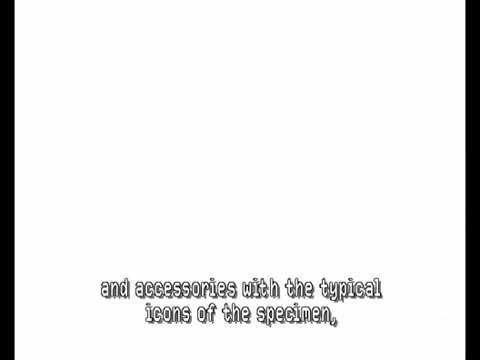 and accessories with the typical
icons of the specimen,